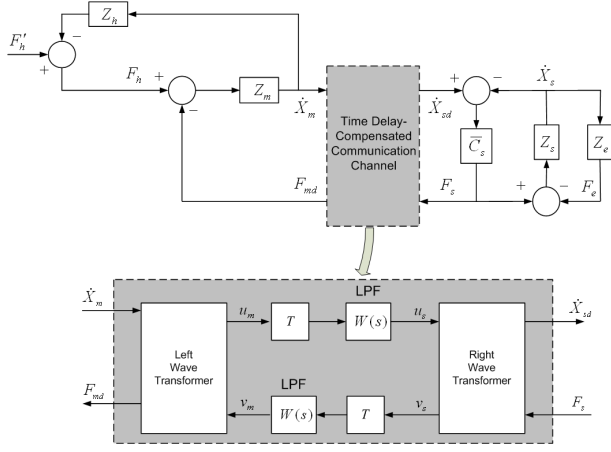 Z_h
F_h′
−
+
F_h
+
−
Z_m
Ẋ_m
Time Delay-
Compensated
Communication
Channel
F_md
+
−
Ẋ_sd
Ẋ_s
C̅_s
Z_s
Z_e
F_s
+
−
F_e
LPF
Ẋ_m
u_m
T
W(s)
u_s
Ẋ_sd
Left
Wave
Transformer
Right
Wave
Transformer
LPF
F_md
v_m
W(s)
T
v_s
F_s